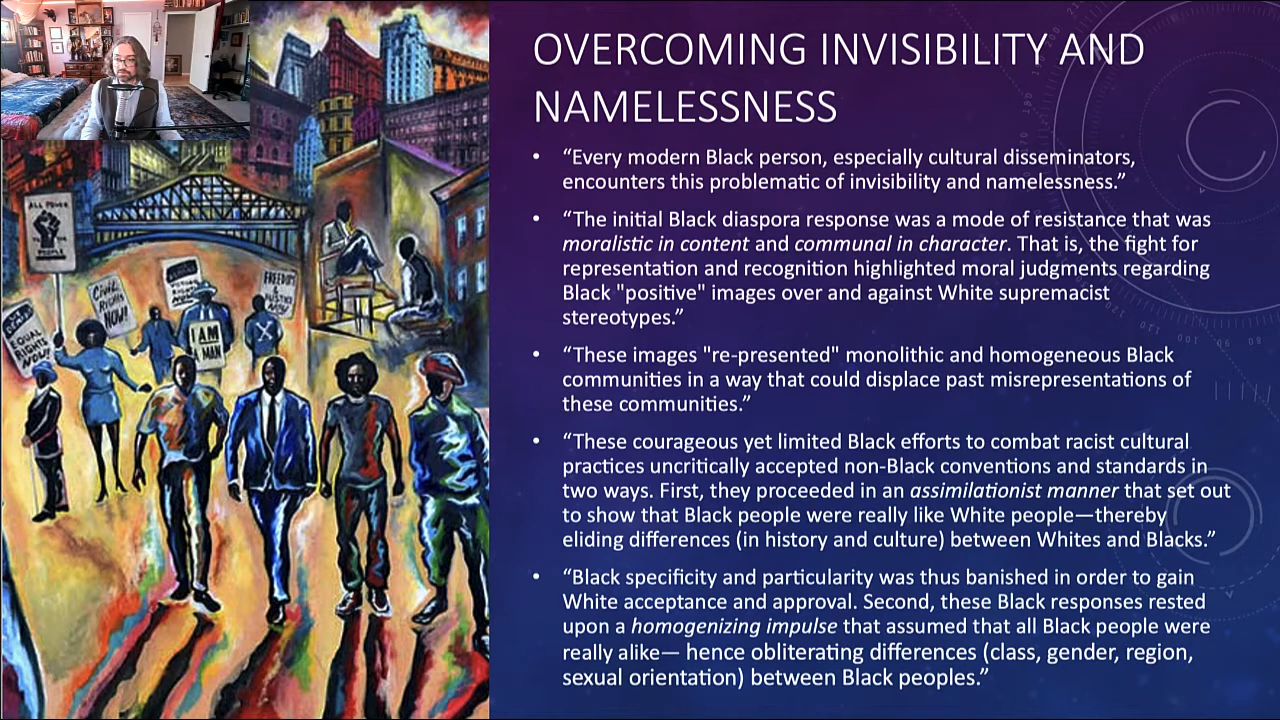 OVERCOMING INVISIBILITY AND
NAMELESSNESS
• “Every modern Black person, especially cultural disseminators,
encounters this problematic of invisibility and namelessness.”
• “The initial Black diaspora response was a mode of resistance that was
moralistic in content and communal in character. That is, the fight for
representation and recognition highlighted moral judgments regarding
Black "positive" images over and against White supremacist
stereotypes.”
• “These images "re-presented" monolithic and homogeneous Black
communities in a way that could displace past misrepresentations of
these communities.”
• “These courageous yet limited Black efforts to combat racist cultural
practices uncritically accepted non-Black conventions and standards in
two ways. First, they proceeded in an assimilationist manner that set out
to show that Black people were really like White people—thereby
eliding differences (in history and culture) between Whites and Blacks.”
• “Black specificity and particularity was thus banished in order to gain
White acceptance and approval. Second, these Black responses rested
upon a homogenizing impulse that assumed that all Black people were
really alike— hence obliterating differences (class, gender, region,
sexual orientation) between Black peoples.”
ALL POWER
TO THE
PEOPLE
CIVIL
RIGHTS
NOW!
FREEDOM
&
JUSTICE
NOW
EQUAL
RIGHTS
NOW!
I AM
A MAN